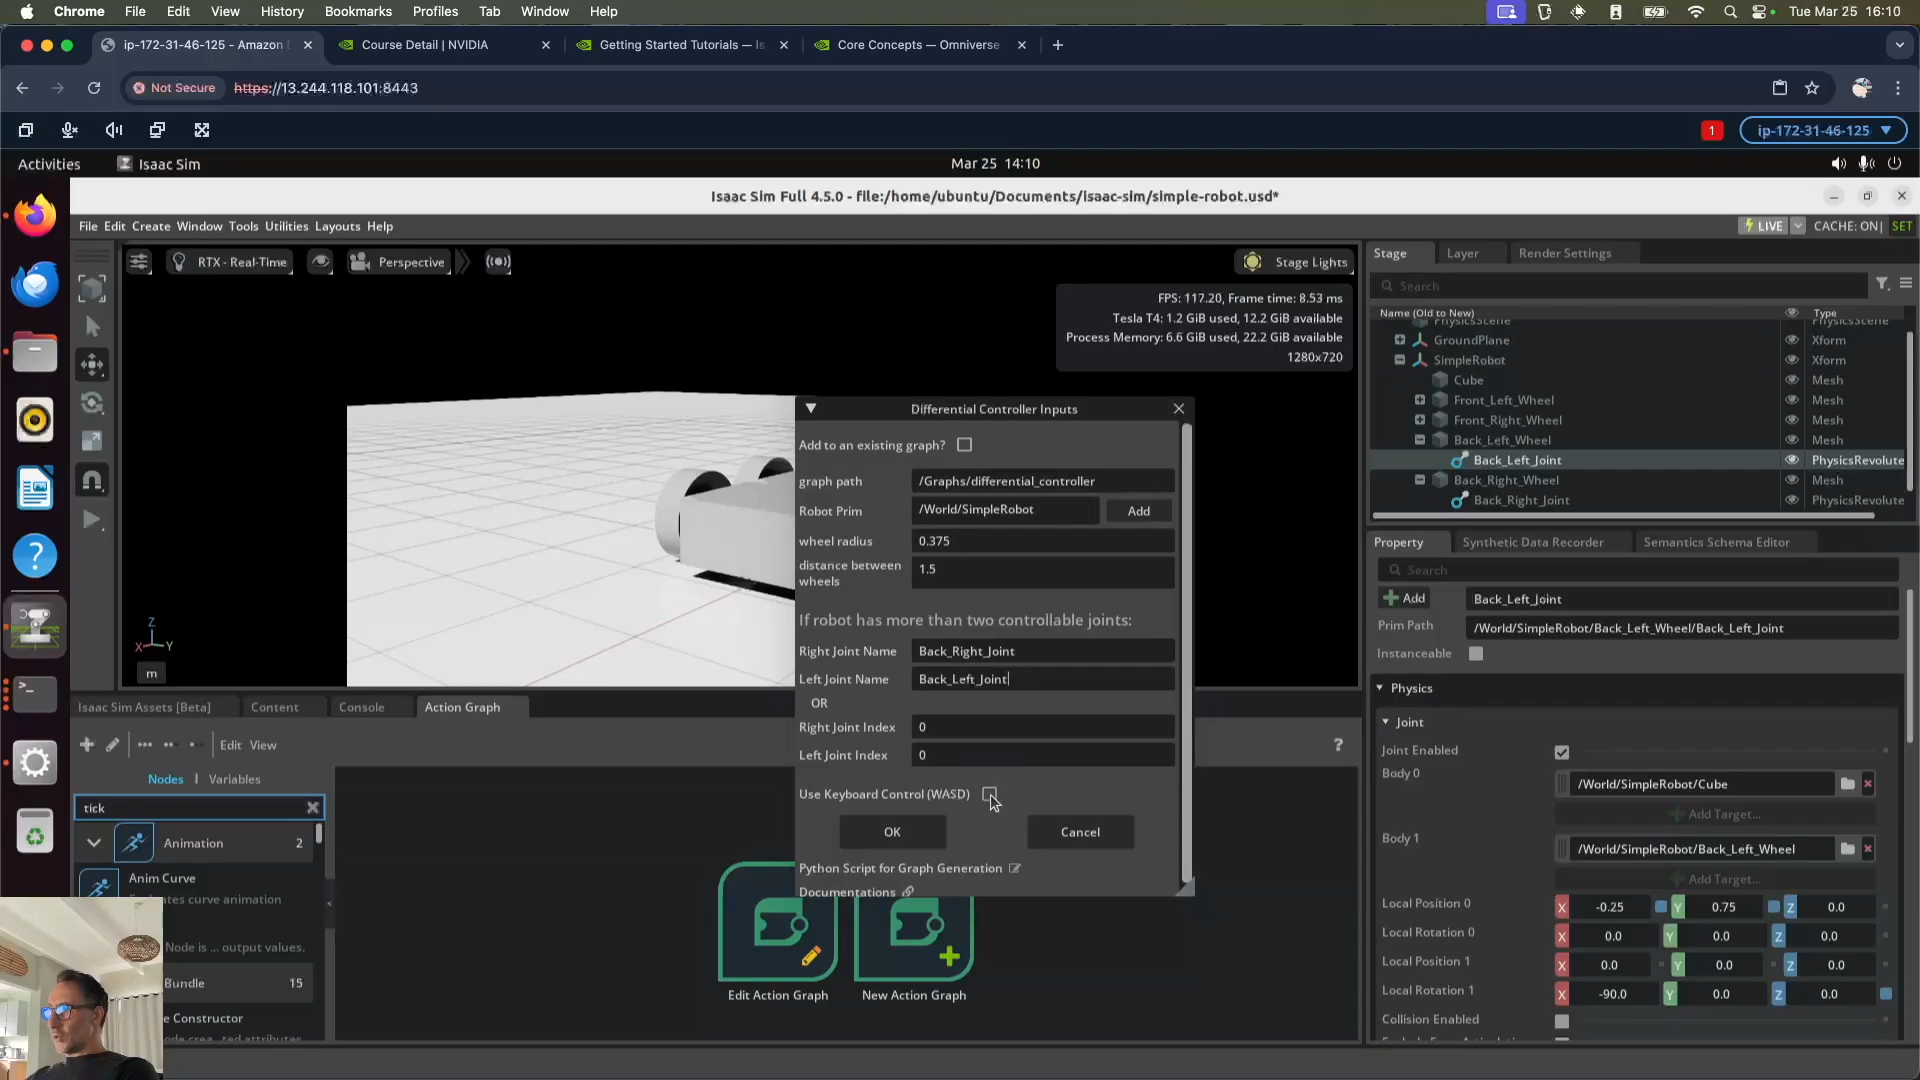 Chrome File Edit View History Bookmarks Profiles Tab Window Help Tue Mar 25 16:10
ip-172-31-46-125 - Amazon Course Detail | NVIDIA Getting Started Tutorials — Is Core Concepts — Omniverse
Not Secure https://13.244.118.101:8443
1 ip-172-31-46-125
Activities Isaac Sim Mar 25 14:10
Isaac Sim Full 4.5.0 - file:/home/ubuntu/Documents/isaac-sim/simple-robot.usd*
File Edit Create Window Tools Utilities Layouts Help LIVE CACHE: ON| SET
RTX - Real-Time Perspective Stage Lights
FPS: 117.20, Frame time: 8.53 ms
Tesla T4: 1.2 GiB used, 12.2 GiB available
Process Memory: 6.6 GiB used, 22.2 GiB available
1280x720
Z
X Y
m
Differential Controller Inputs
Add to an existing graph?
graph path /Graphs/differential_controller
Robot Prim /World/SimpleRobot Add
wheel radius 0.375
distance between wheels 1.5
If robot has more than two controllable joints:
Right Joint Name Back_Right_Joint
Left Joint Name Back_Left_Joint
OR
Right Joint Index 0
Left Joint Index 0
Use Keyboard Control (WASD)
OK Cancel
Python Script for Graph Generation
Documentations
Isaac Sim Assets [Beta] Content Console Action Graph
Edit View ?
Nodes Variables
tick
Animation 2
Anim Curve
ates curve animation
Node is ... output values.
Bundle 15
e Constructor
ode crea...ted attributes
Edit Action Graph New Action Graph
Stage Layer Render Settings
Search
Name (Old to New) Type
PhysicsScene PhysicsScene
GroundPlane Xform
SimpleRobot Xform
Cube Mesh
Front_Left_Wheel Mesh
Front_Right_Wheel Mesh
Back_Left_Wheel Mesh
Back_Left_Joint PhysicsRevolute
Back_Right_Wheel Mesh
Back_Right_Joint PhysicsRevolute
Property Synthetic Data Recorder Semantics Schema Editor
Search
Add Back_Left_Joint
Prim Path /World/SimpleRobot/Back_Left_Wheel/Back_Left_Joint
Instanceable
Physics
Joint
Joint Enabled
Body 0 /World/SimpleRobot/Cube
Add Target...
Body 1 /World/SimpleRobot/Back_Left_Wheel
Add Target...
Local Position 0 X -0.25 Y 0.75 Z 0.0
Local Rotation 0 X 0.0 Y 0.0 Z 0.0
Local Position 1 X 0.0 Y 0.0 Z 0.0
Local Rotation 1 X -90.0 Y 0.0 Z 0.0
Collision Enabled